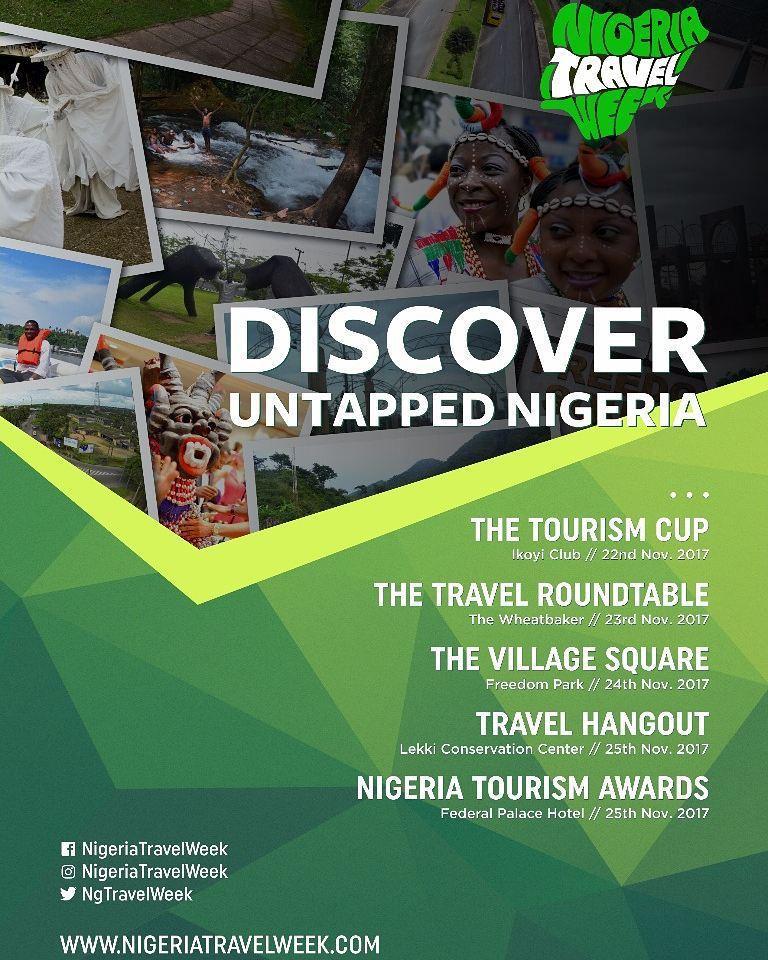 NIGERIA
TRAVEL
WEEK
DISCOVER
UNTAPPED NIGERIA
...
THE TOURISM CUP
Ikoyi Club // 22nd Nov. 2017
THE TRAVEL ROUNDTABLE
The Wheatbaker // 23rd Nov. 2017
THE VILLAGE SQUARE
Freedom Park // 24th Nov. 2017
TRAVEL HANGOUT
Lekki Conservation Center // 25th Nov. 2017
NIGERIA TOURISM AWARDS
Federal Palace Hotel // 25th Nov. 2017
NigeriaTravelWeek
NigeriaTravelWeek
NgTravelWeek
WWW.NIGERIATRAVELWEEK.COM